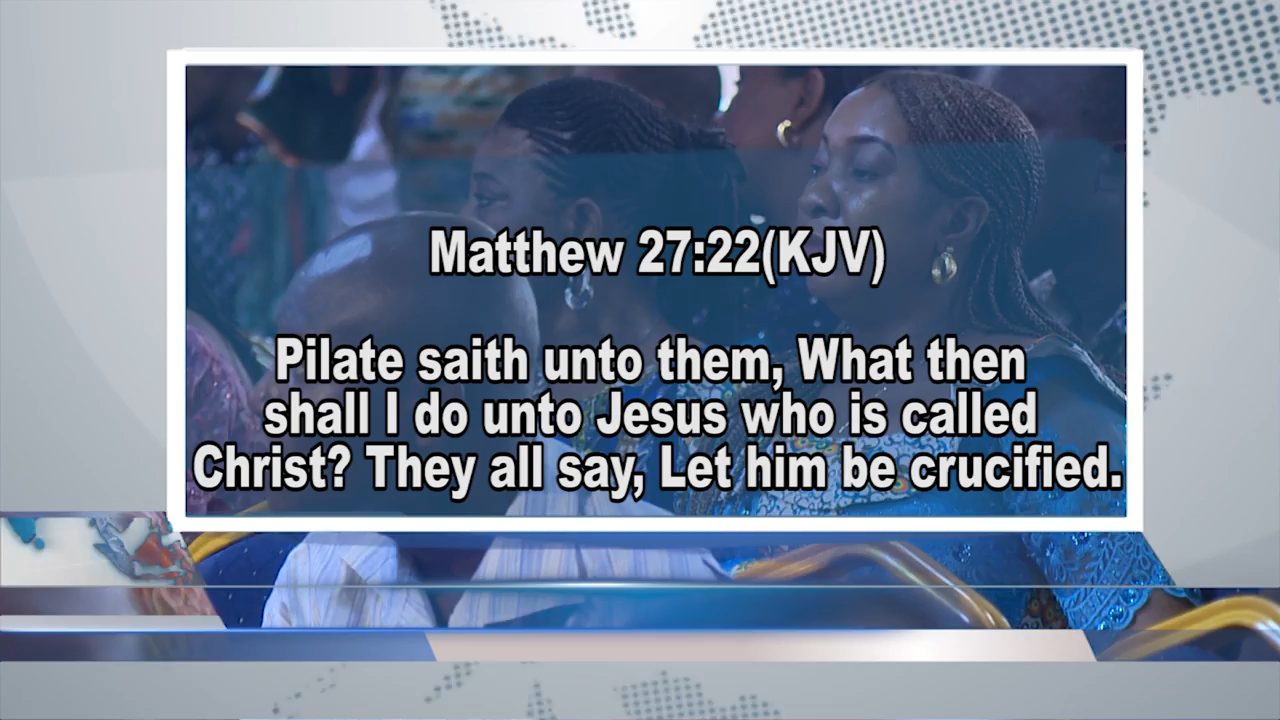 Matthew 27:22(KJV)
Pilate saith unto them, What then
shall I do unto Jesus who is called
Christ? They all say, Let him be crucified.